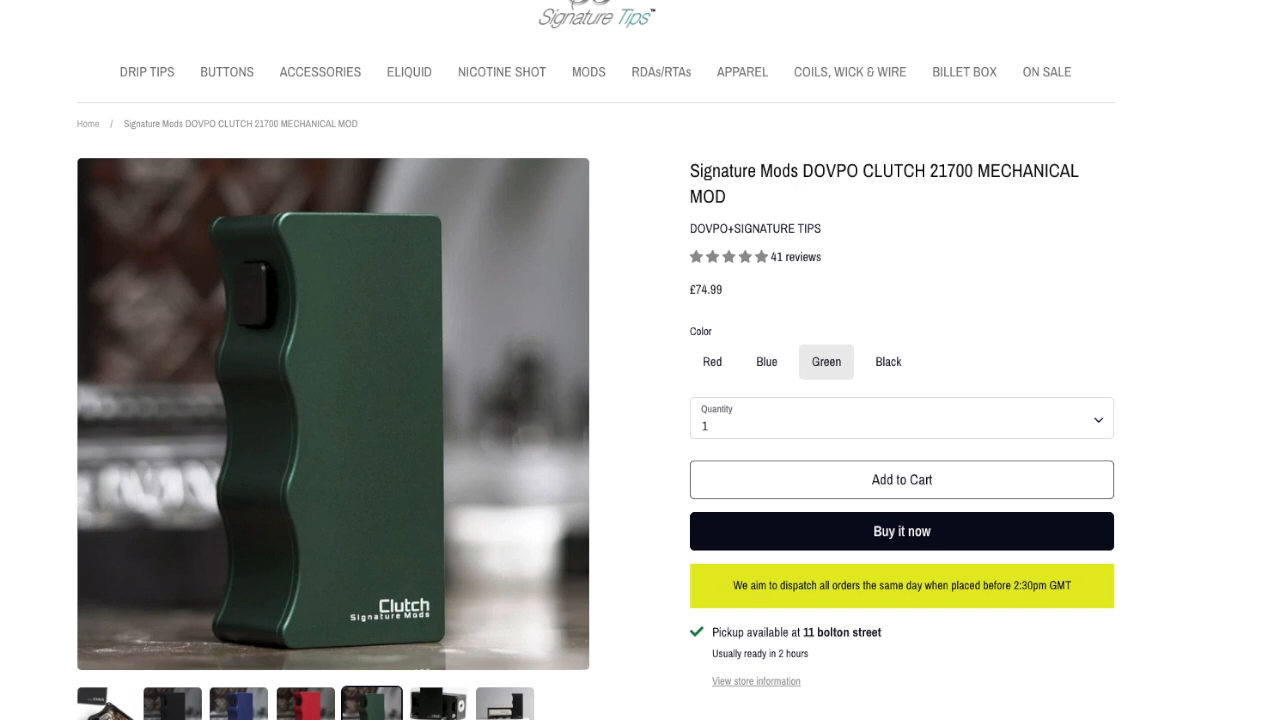 Signature Tips™
DRIP TIPS BUTTONS ACCESSORIES ELIQUID NICOTINE SHOT MODS RDAs/RTAs APPAREL COILS, WICK & WIRE BILLET BOX ON SALE
Home / Signature Mods DOVPO CLUTCH 21700 MECHANICAL MOD
Signature Mods DOVPO CLUTCH 21700 MECHANICAL
MOD
DOVPO+SIGNATURE TIPS
41 reviews
£74.99
Color
Red Blue Green Black
Quantity
1
Add to Cart
Buy it now
We aim to dispatch all orders the same day when placed before 2:30pm GMT
Pickup available at 11 bolton street
Usually ready in 2 hours
View store information
Clutch
Signature Mods